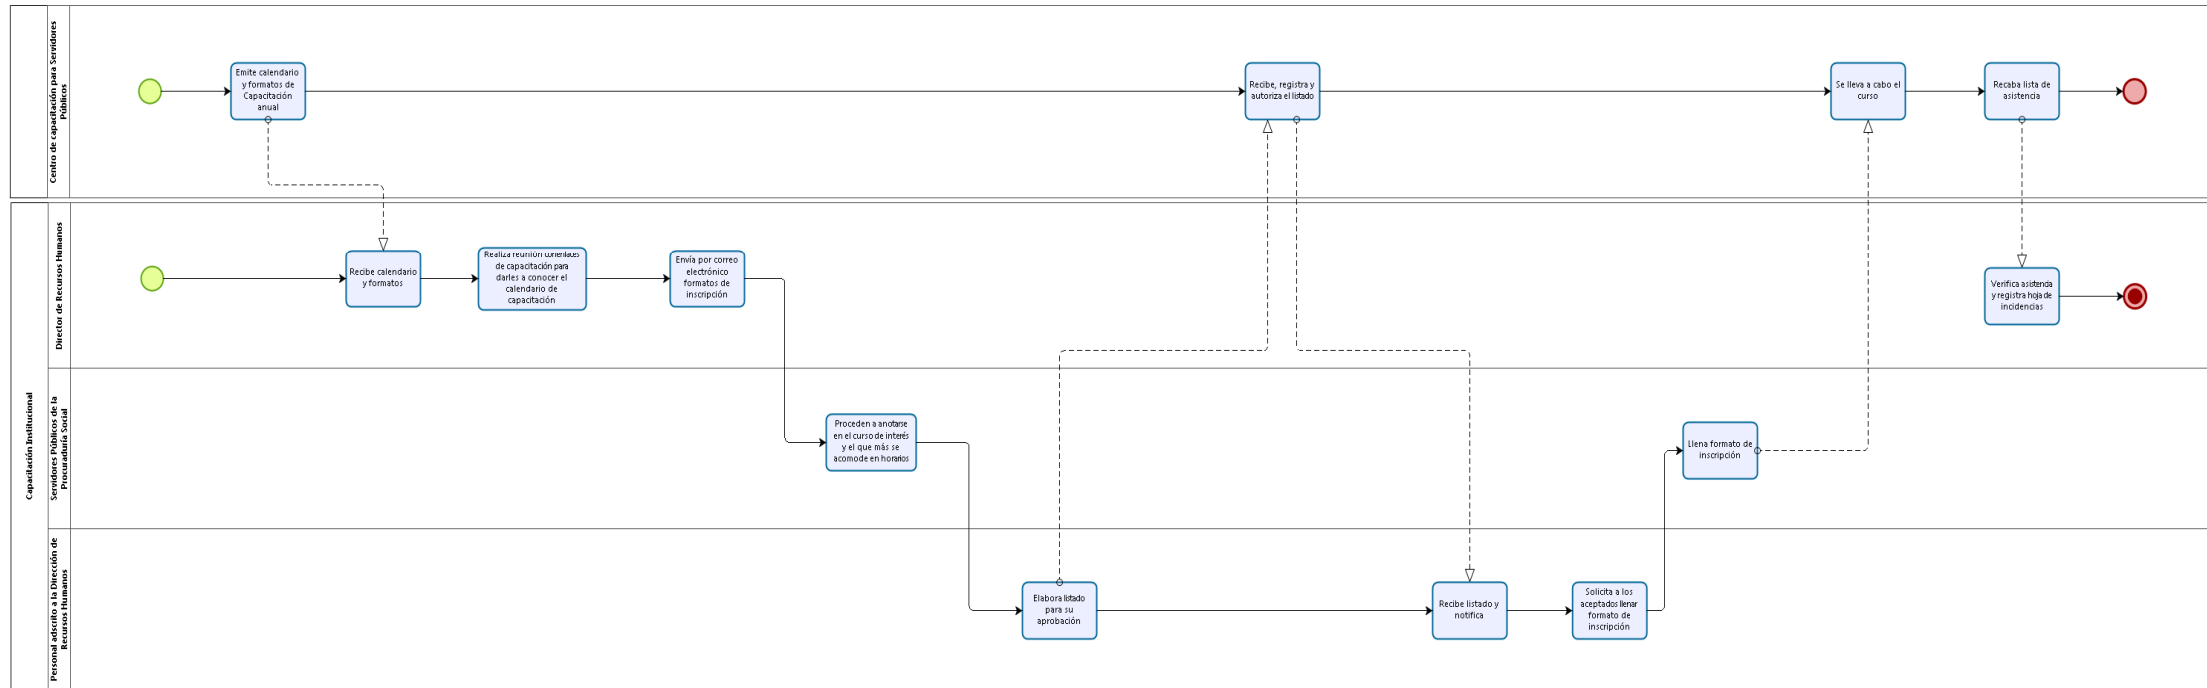 Centro de capacitación para Servidores
Públicos
Emite calendario
y formatos de
Capacitación
anual
Recibe, registra y
autoriza el listado
Se lleva a cabo el
curso
Recaba lista de
asistencia
Capacitación Institucional
Director de Recursos Humanos
Recibe calendario
y formatos
Realiza reunión con enlaces
de capacitación para
darles a conocer el
calendario de
capacitación
Envía por correo
electrónico
formatos de
inscripción
Verifica asistencia
y registra hoja de
incidencias
Servidores Públicos de la
Procuraduría Social
Proceden a anotarse
en el curso de interés
y el que más se
acomode en horarios
Llena formato de
inscripción
Personal adscrito a la Dirección de
Recursos Humanos
Elabora listado
para su
aprobación
Recibe listado y
notifica
Solicita a los
aceptados llenar
formato de
inscripción